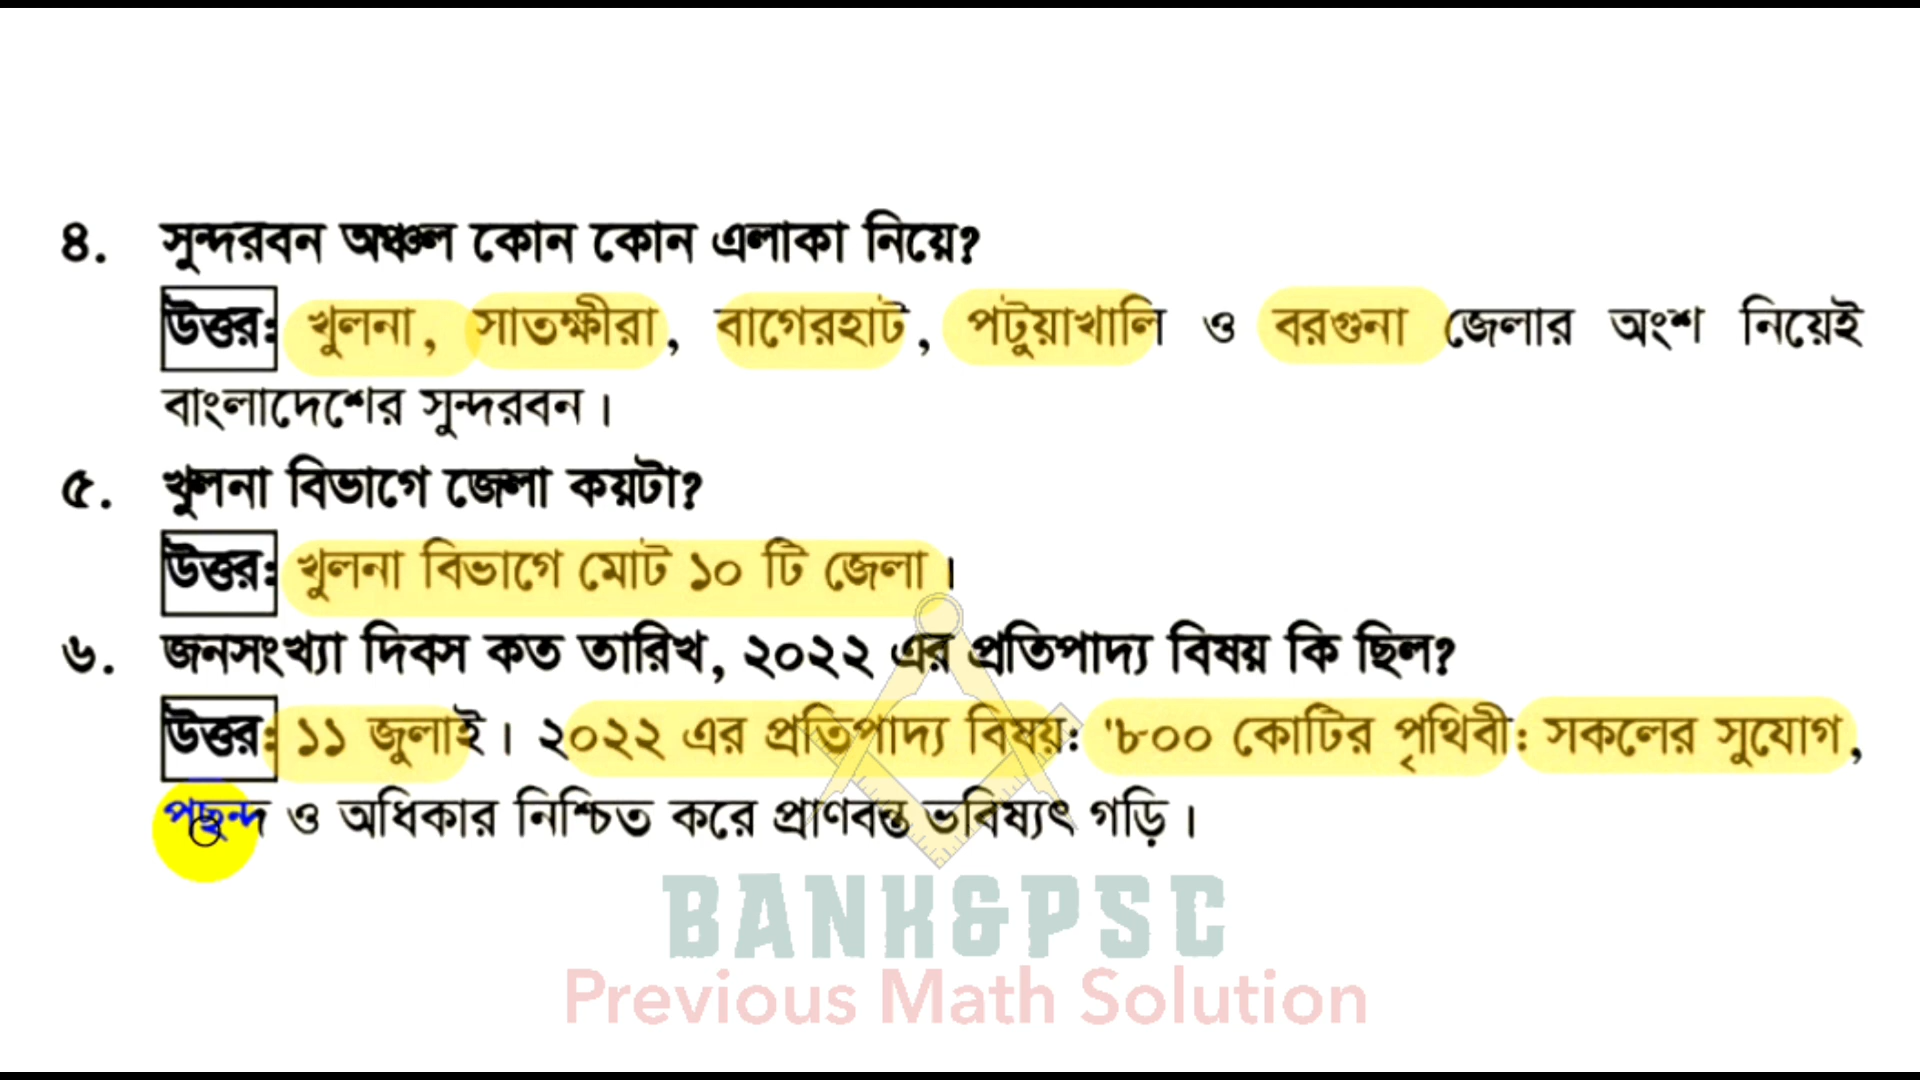 ৪. সুন্দরবন অঞ্চল কোন কোন এলাকা নিয়ে?
উত্তর: খুলনা, সাতক্ষীরা, বাগেরহাট, পটুয়াখালি ও বরগুনা জেলার অংশ নিয়েই
বাংলাদেশের সুন্দরবন।
৫. খুলনা বিভাগে জেলা কয়টা?
উত্তর: খুলনা বিভাগে মোট ১০ টি জেলা।
৬. জনসংখ্যা দিবস কত তারিখ, ২০২২ এর প্রতিপাদ্য বিষয় কি ছিল?
উত্তর: ১১ জুলাই। ২০২২ এর প্রতিপাদ্য বিষয়: "৮০০ কোটির পৃথিবী: সকলের সুযোগ,
পছন্দ ও অধিকার নিশ্চিত করে প্রাণবন্ত ভবিষ্যৎ গড়ি।
BANK&PSC
Previous Math Solution